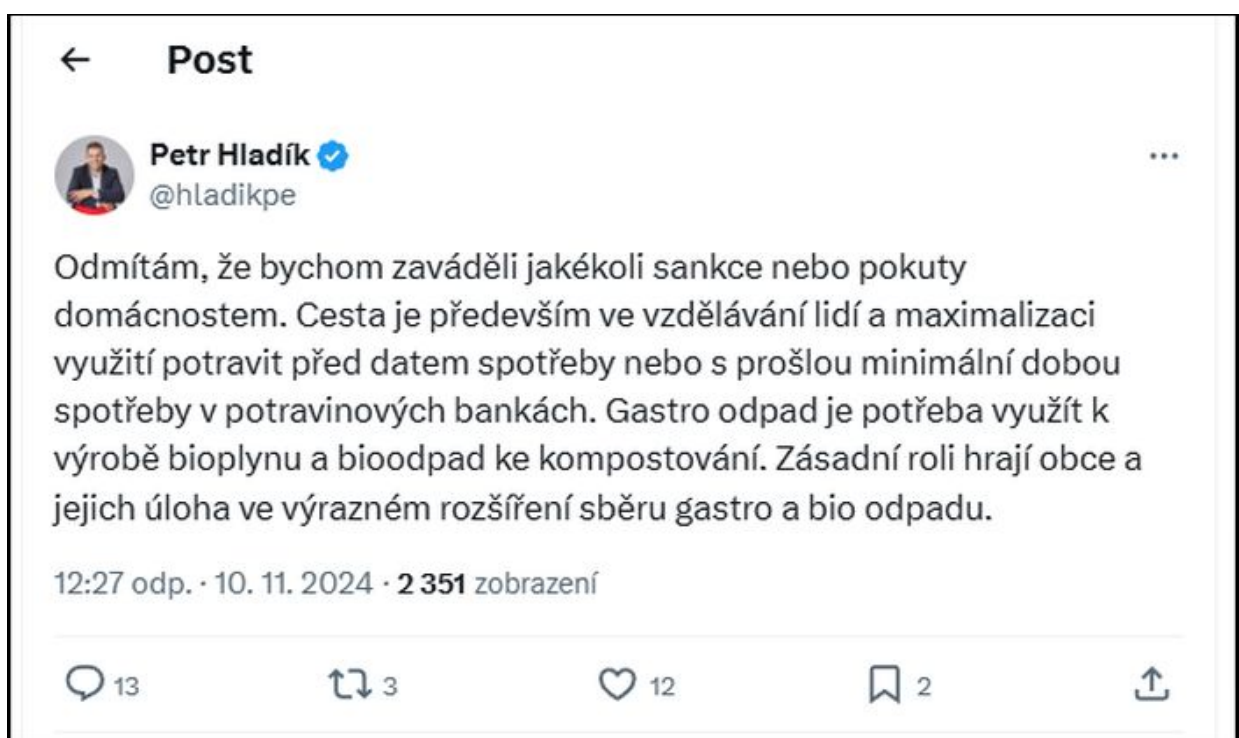 Post
Petr Hladík
@hladikpe
Odmítám, že bychom zaváděli jakékoli sankce nebo pokuty
domácnostem. Cesta je především ve vzdělávání lidí a maximalizaci
využití potravit před datem spotřeby nebo s prošlou minimální dobou
spotřeby v potravinových bankách. Gastro odpad je potřeba využít k
výrobě bioplynu a bioodpad ke kompostování. Zásadní roli hrají obce a
jejich úloha ve výrazném rozšíření sběru gastro a bio odpadu.
12:27 odp. · 10. 11. 2024 · 2 351 zobrazení
13 3 12 2